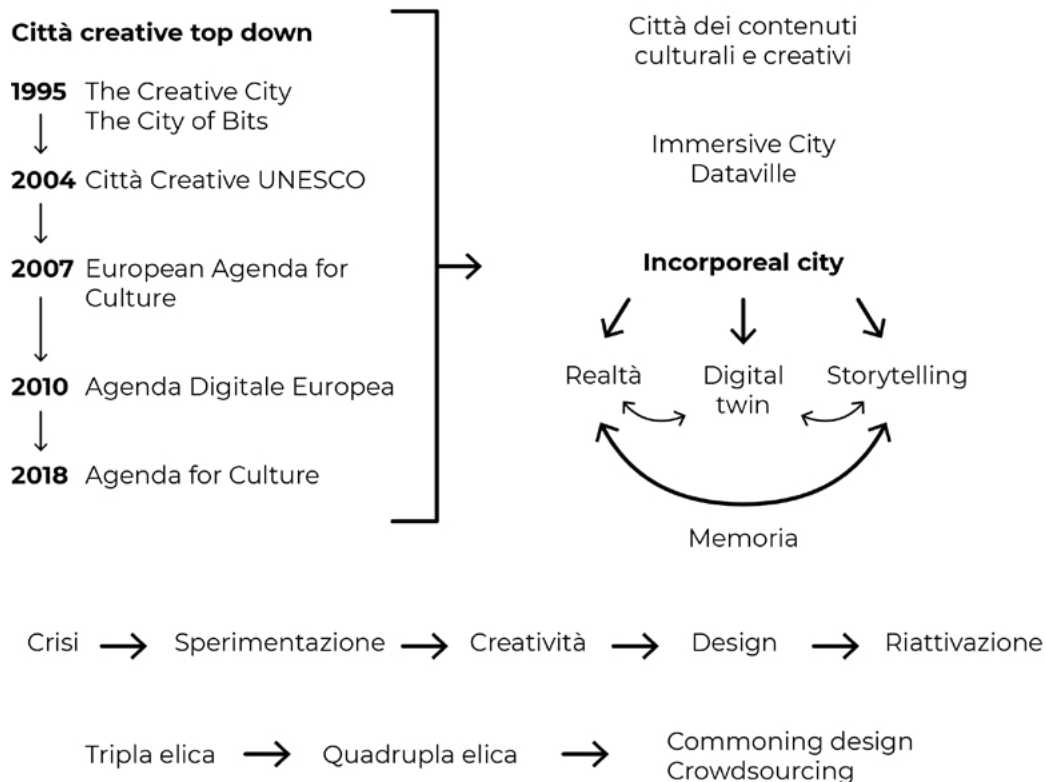 Città creative top down
1995 The Creative City
The City of Bits
2004 Città Creative UNESCO
2007 European Agenda for
Culture
2010 Agenda Digitale Europea
2018 Agenda for Culture
Città dei contenuti
culturali e creativi
Immersive City
Dataville
Incorporeal city
Realtà
Digital
twin
Storytelling
Memoria
Crisi Sperimentazione Creatività Design Riattivazione
Tripla elica Quadrupla elica Commoning design
Crowdsourcing